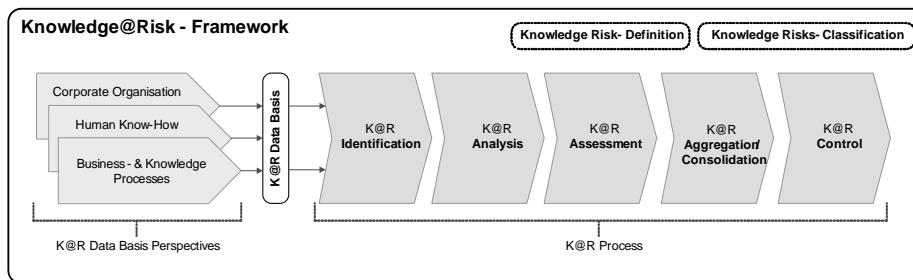 Knowledge@Risk - Framework
Knowledge Risk- Definition
Knowledge Risks- Classification
Corporate Organisation
Human Know-How
Business - & Knowledge
Processes
K@R Data Basis
K@R
Identification
K@R
Analysis
K@R
Assessment
K@R
Aggregation/
Consolidation
K@R
Control
K@R Data Basis Perspectives
K@R Process